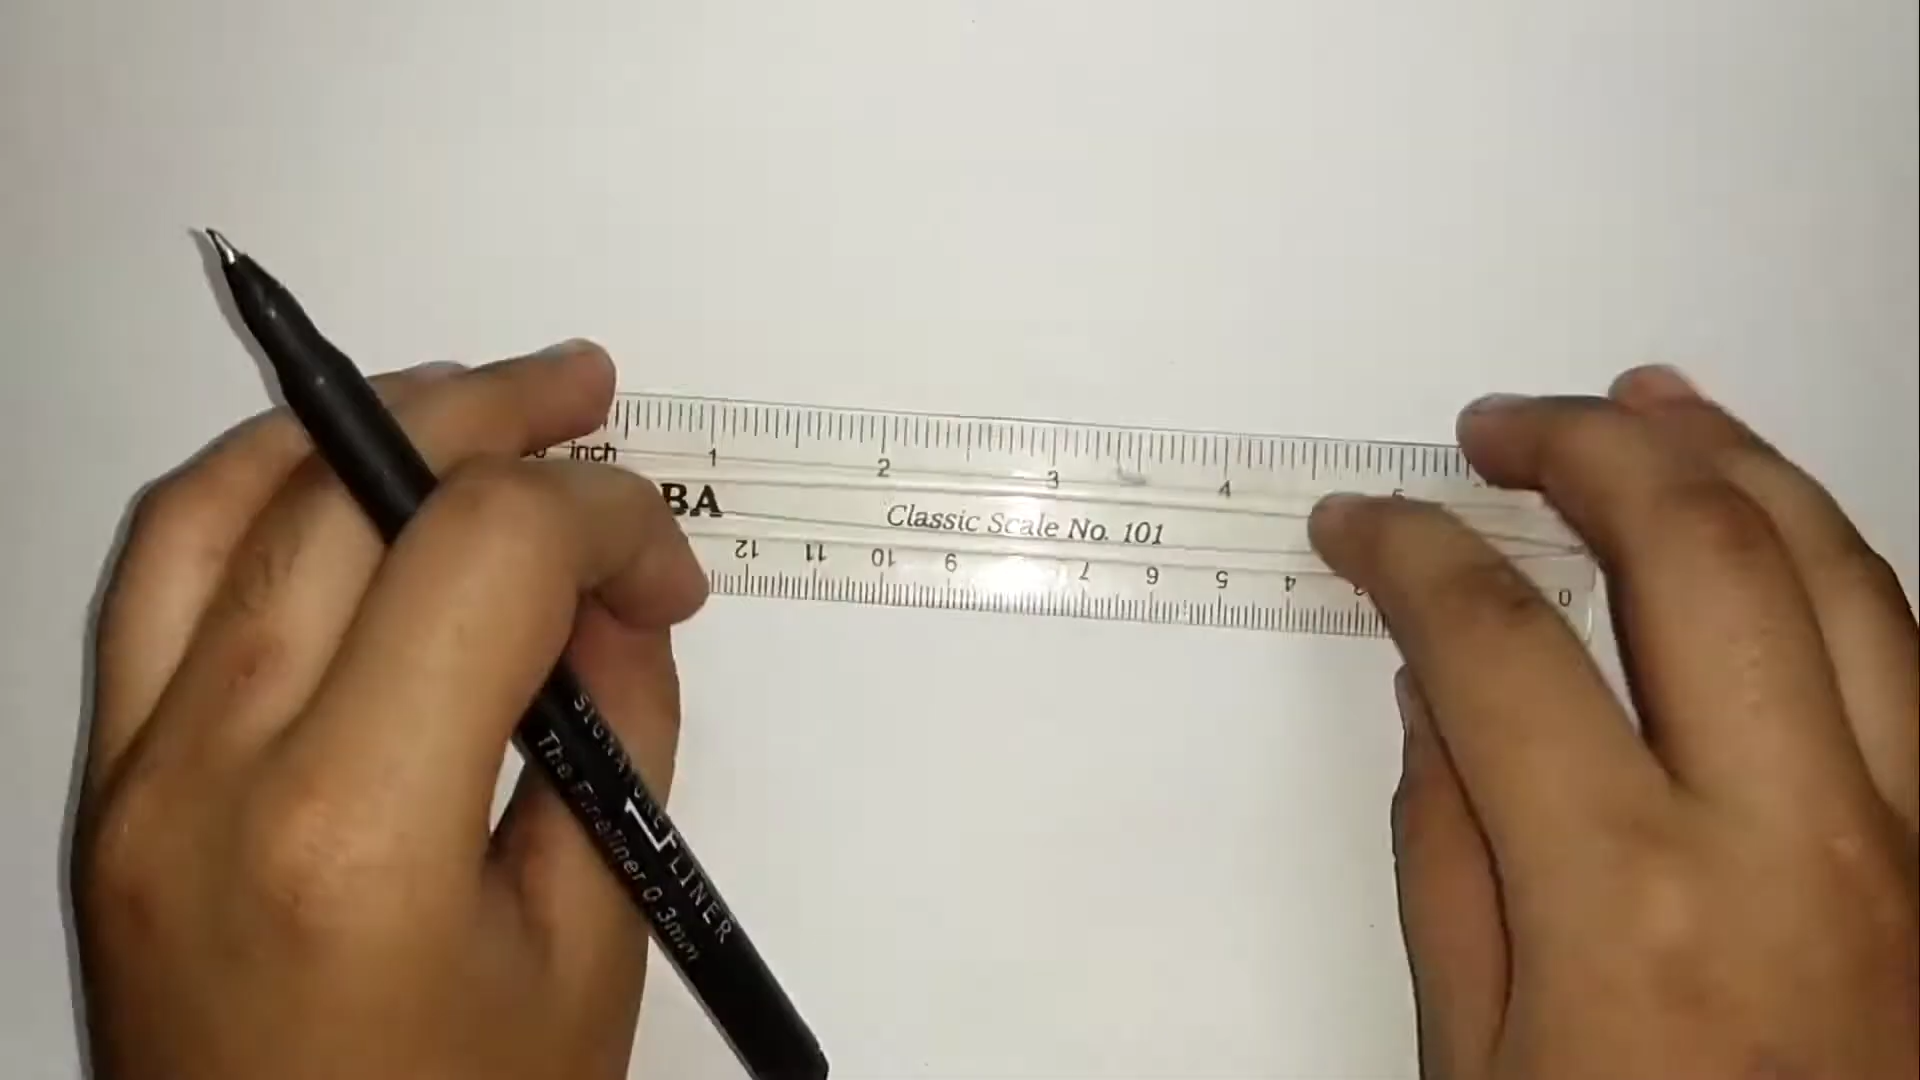 inch
1 2 3 4 5
BA
Classic Scale No. 101
12 11 10 9 7 6 5 4 0
SIGNATURE LINER
The Fineliner 0.3mm